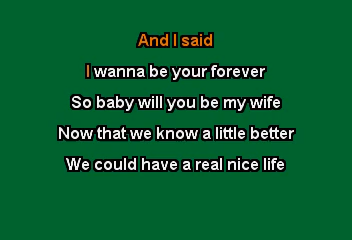 And I said
I wanna be your forever
So baby will you be my wife
Now that we know a little better
We could have a real nice life